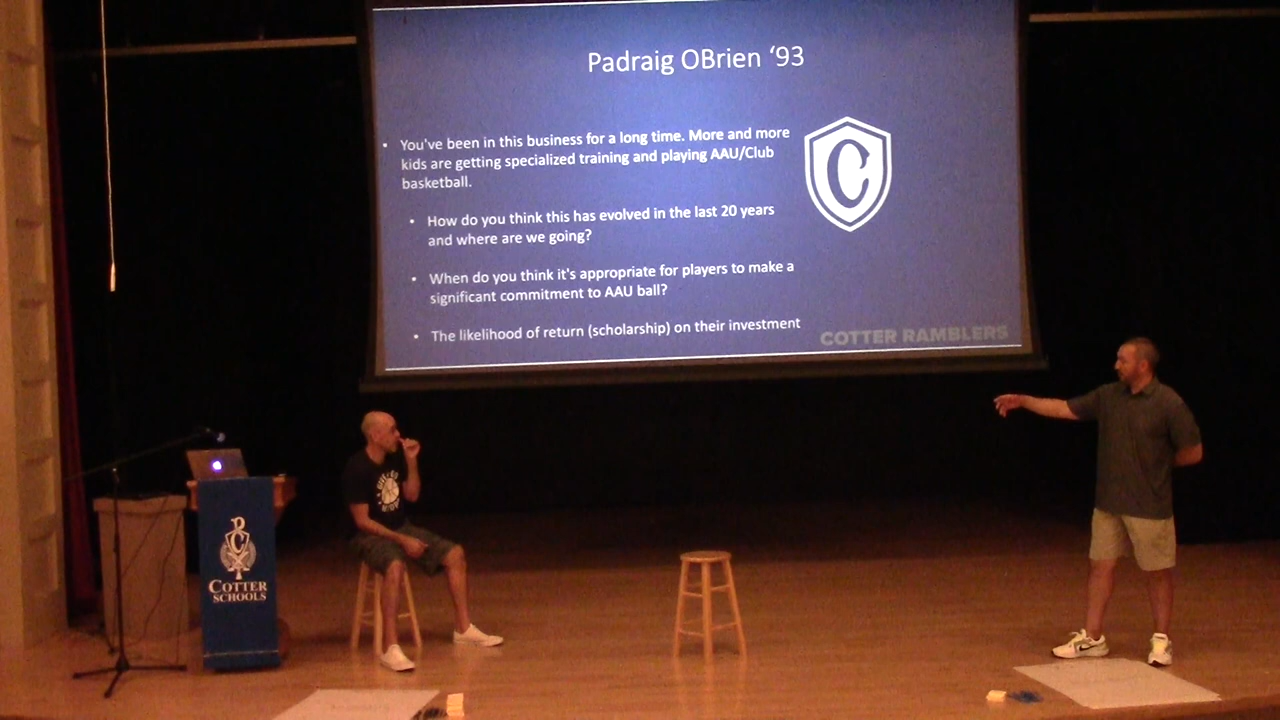 Padraig OBrien ‘93
• You've been in this business for a long time. More and more
kids are getting specialized training and playing AAU/Club
basketball.
• How do you think this has evolved in the last 20 years
and where are we going?
• When do you think it's appropriate for players to make a
significant commitment to AAU ball?
• The likelihood of return (scholarship) on their investment
C
COTTER RAMBLERS
C
COTTER
SCHOOLS